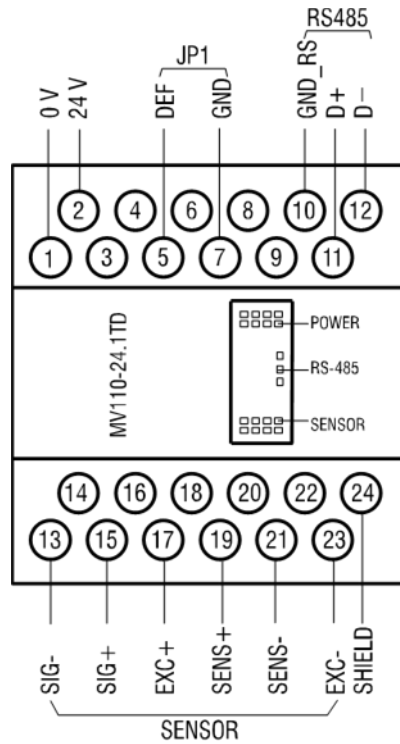 RS485
JP1
0 V
24 V
DEF
GND
GND_RS
D+
D−
2 4 6 8 10 12
1 3 5 7 9 11
MV110-24.1TD
POWER
RS-485
SENSOR
14 16 18 20 22 24
13 15 17 19 21 23
SIG-
SIG+
EXC+
SENS+
SENS-
EXC-
SHIELD
SENSOR